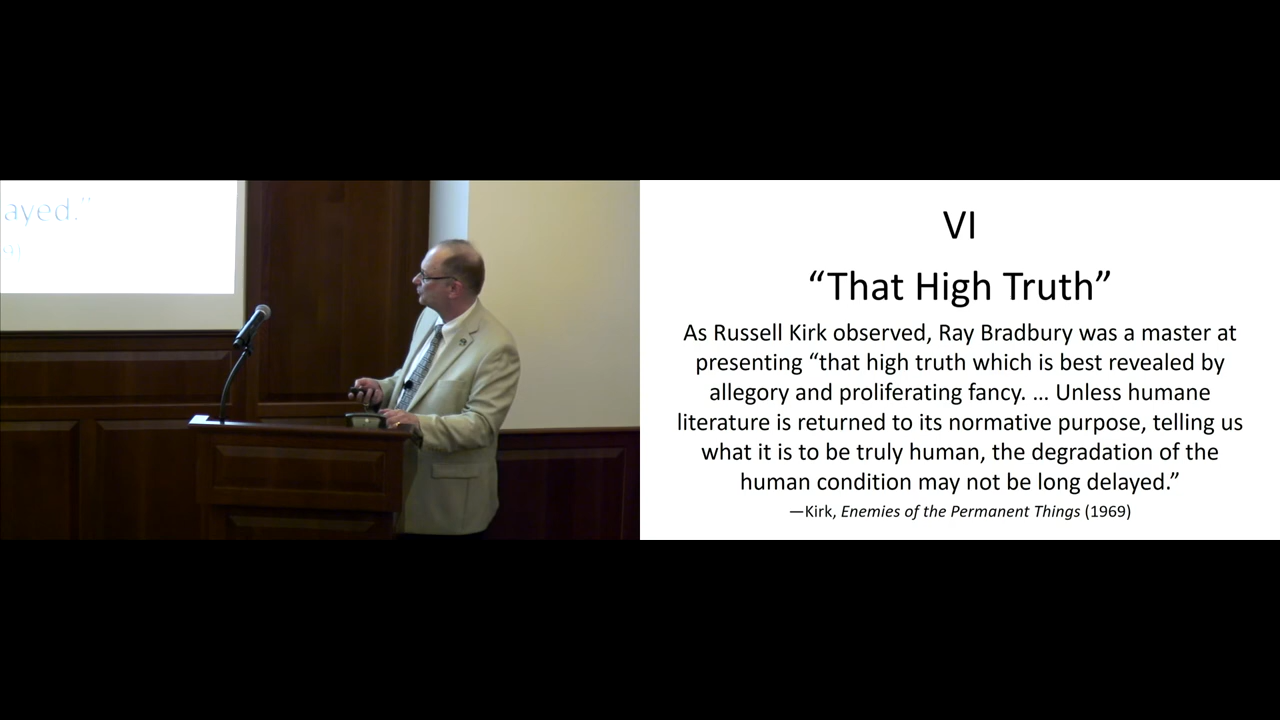 ayed.”
9)
VI
“That High Truth”
As Russell Kirk observed, Ray Bradbury was a master at
presenting “that high truth which is best revealed by
allegory and proliferating fancy. … Unless humane
literature is returned to its normative purpose, telling us
what it is to be truly human, the degradation of the
human condition may not be long delayed.”
—Kirk, Enemies of the Permanent Things (1969)